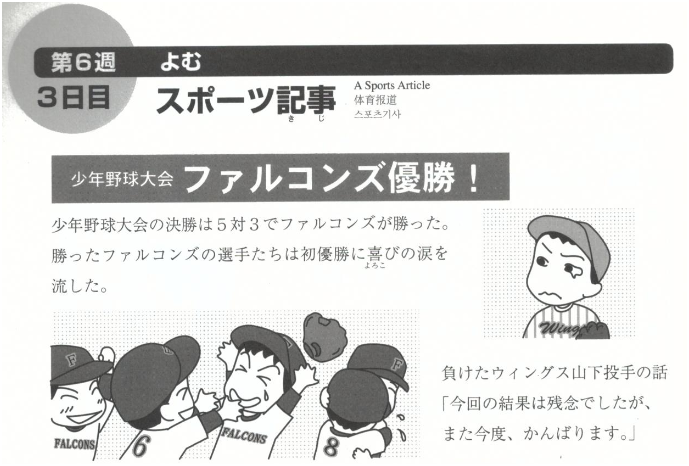 第6週 よむ
3日目 スポーツ記事
きじ
A Sports Article
体育报道
스포츠기사
少年野球大会 ファルコンズ優勝！
少年野球大会の決勝は５対３でファルコンズが勝った。
勝ったファルコンズの選手たちは初優勝に喜びの涙を
よろこ
流した。
Wing
F
F
FALCONS
6
FALCONS
8
負けたウィングス山下投手の話
「今回の結果は残念でしたが、
また今度、かんばります。」